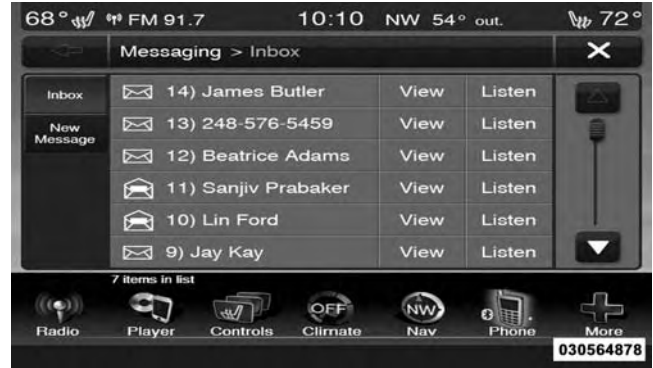 68° FM 91.7 10:10 NW 54° out. 72°
Messaging > Inbox
Inbox
New
Message
14) James Butler View Listen
13) 248-576-5459 View Listen
12) Beatrice Adams View Listen
11) Sanjiv Prabaker View Listen
10) Lin Ford View Listen
9) Jay Kay View Listen
7 items in list
OFF NW
Radio Player Controls Climate Nav Phone More
030564878